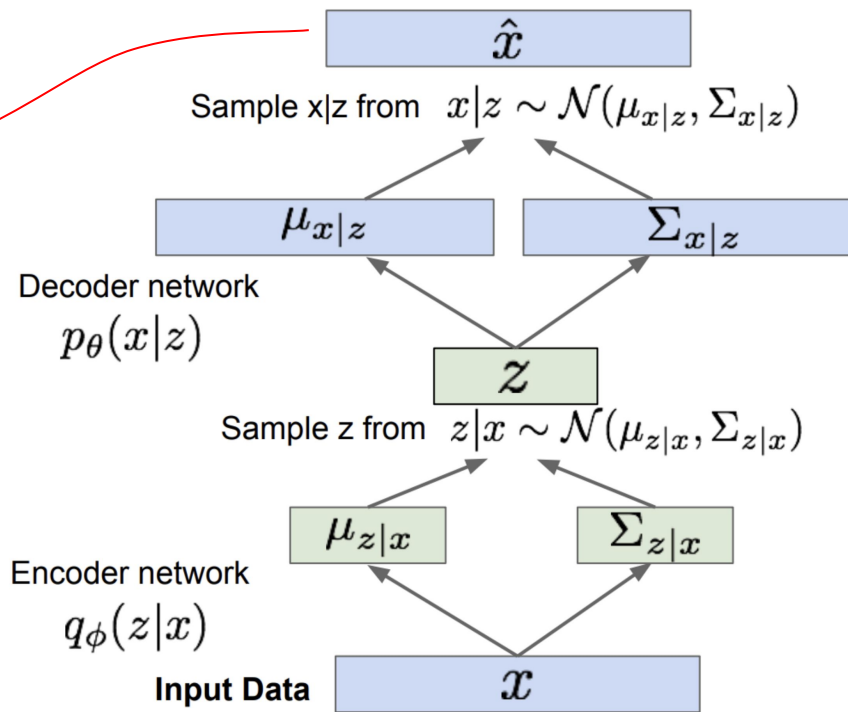 x̂
Sample x|z from x|z ∼ 𝒩(μ_{x|z}, Σ_{x|z})
μ_{x|z} Σ_{x|z}
Decoder network
p_θ(x|z)
z
Sample z from z|x ∼ 𝒩(μ_{z|x}, Σ_{z|x})
μ_{z|x} Σ_{z|x}
Encoder network
q_ϕ(z|x)
Input Data x